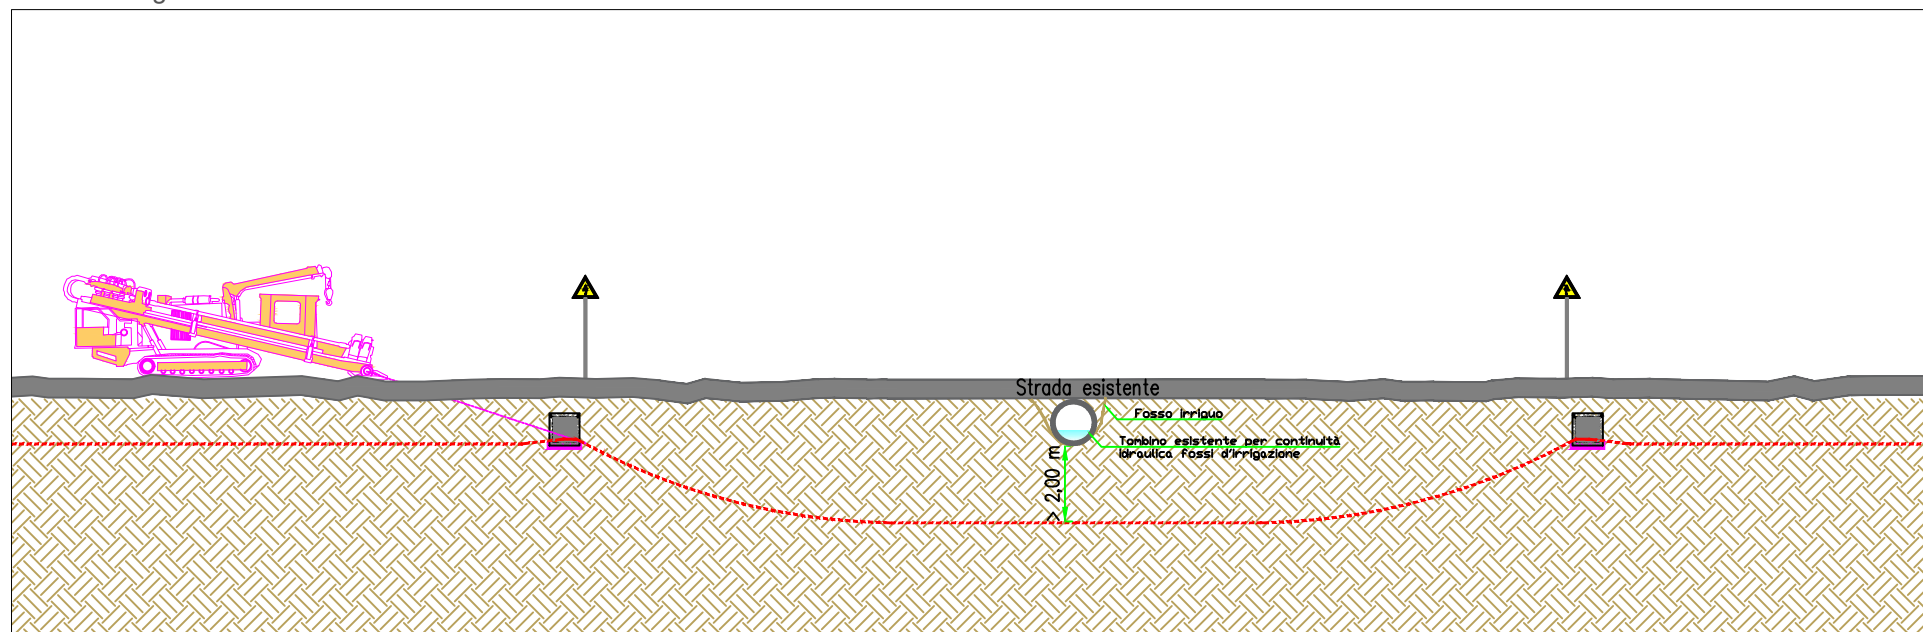 Strada esistente
Fosso irriguo
Tombino esistente per continuità
idraulica fossi d'irrigazione
> 2,00 m